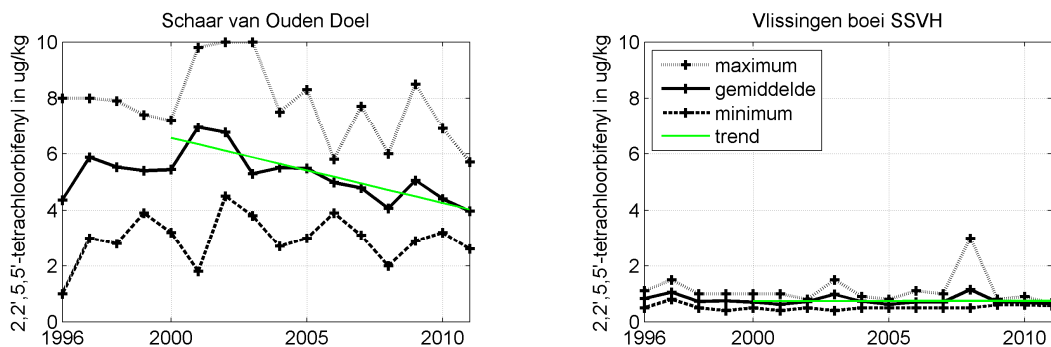 Schaar van Ouden Doel
2,2',5,5'-tetrachloorbifenyl in ug/kg
10
8
6
4
2
0
1996
2000
2005
2010
Vlissingen boei SSVH
2,2',5,5'-tetrachloorbifenyl in ug/kg
10
8
6
4
2
0
maximum
gemiddelde
minimum
trend
1996
2000
2005
2010